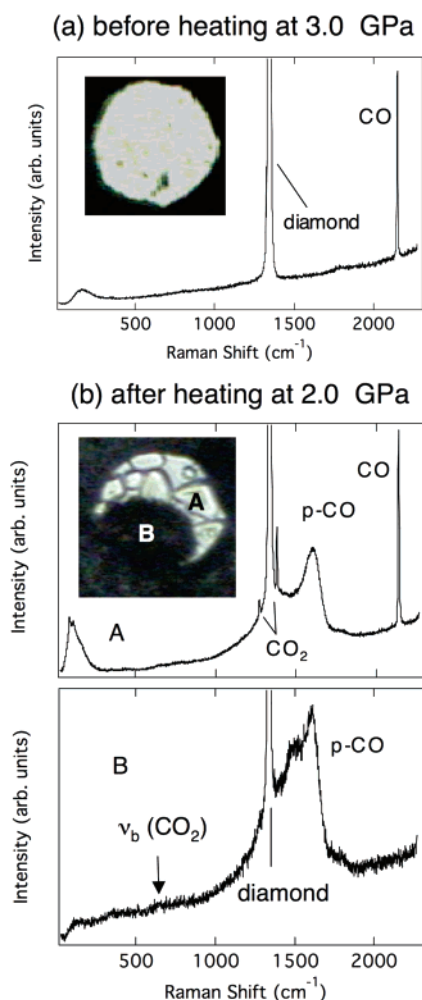 (a) before heating at 3.0 GPa
Intensity (arb. units)
CO
diamond
500 1000 1500 2000
Raman Shift (cm⁻¹)
(b) after heating at 2.0 GPa
Intensity (arb. units)
A
B
CO
p-CO
A
CO₂
Intensity (arb. units)
B
p-CO
νb (CO₂)
diamond
500 1000 1500 2000
Raman Shift (cm⁻¹)